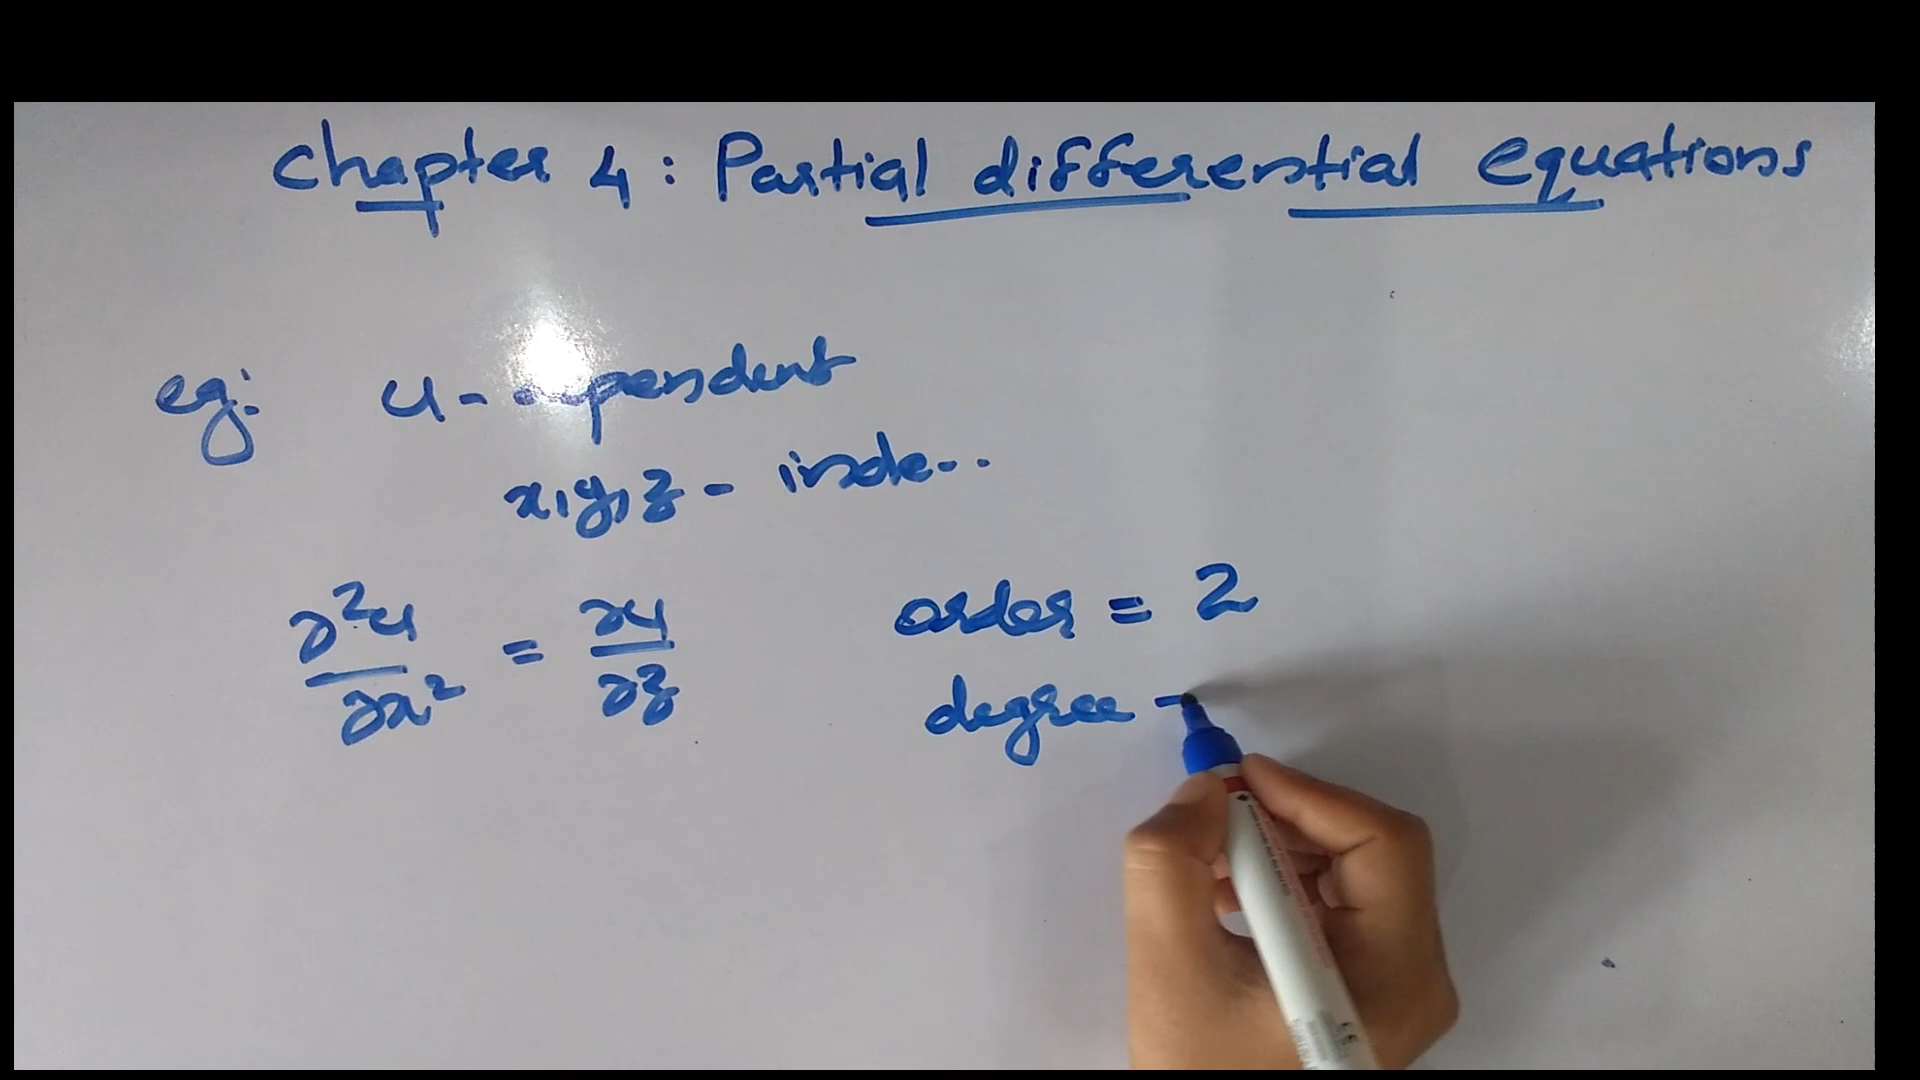 Chapter 4: Partial differential equations
eg: u - dependent
x, y, z - inde..
∂²u/∂x² = ∂u/∂z
order = 2
degree -